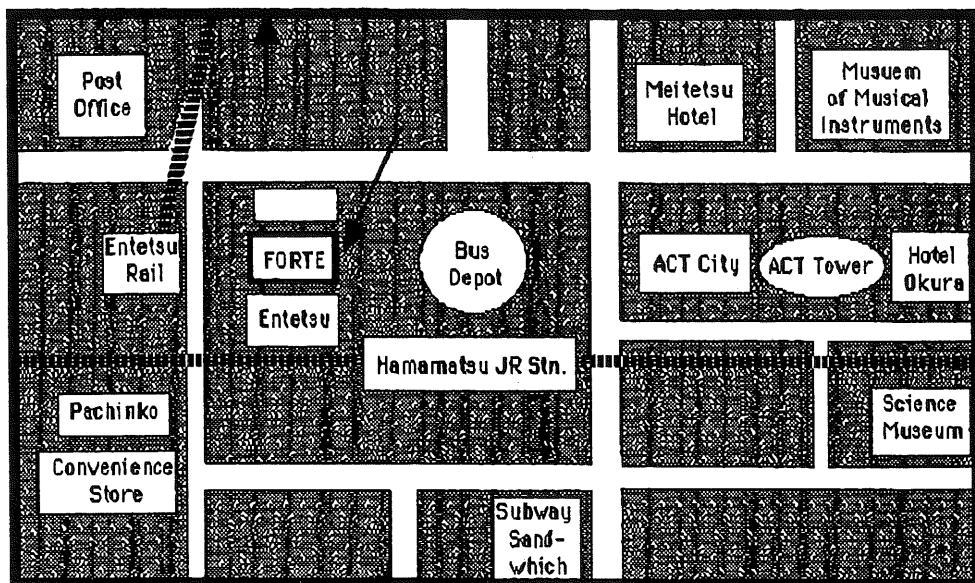 Post
Office
Meitetsu
Hotel
Musuem
of Musical
Instruments
Entetsu
Rail
FORTE
Entetsu
Bus
Depot
ACT City
ACT Tower
Hotel
Okura
Hamamatsu JR Stn.
Pachinko
Convenience
Store
Science
Museum
Subway
Sand-
which